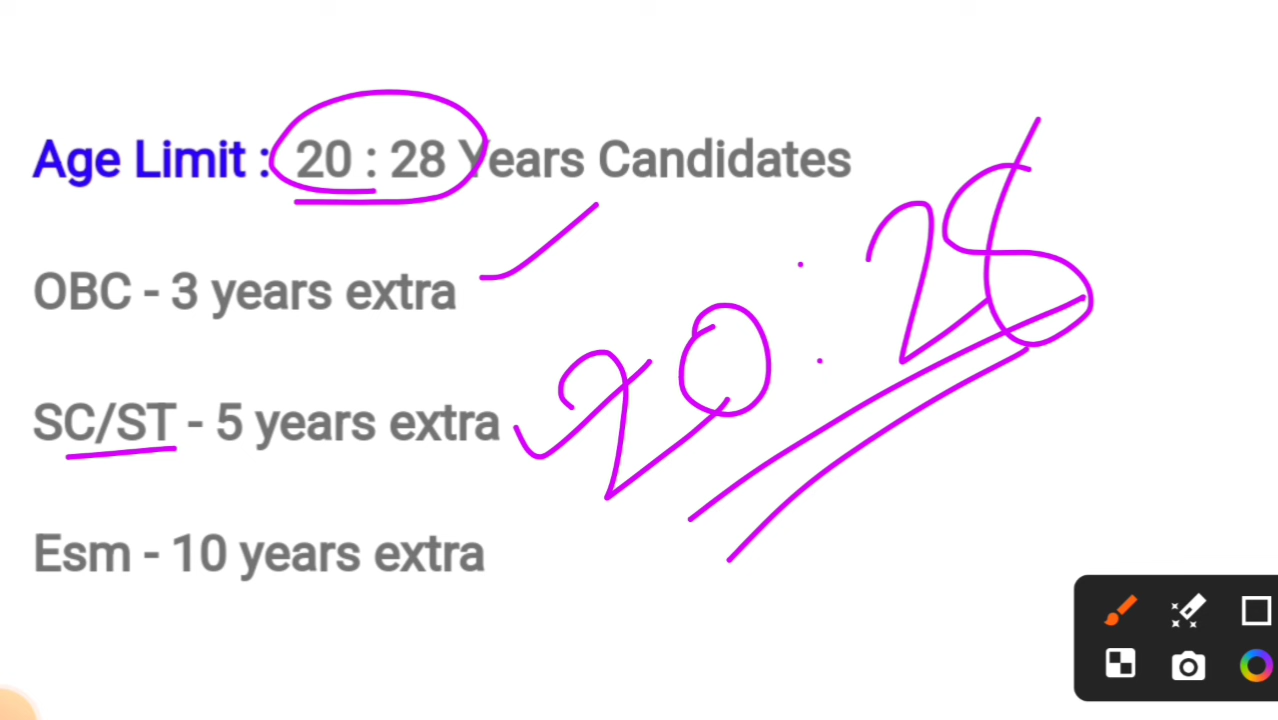 Age Limit : 20 : 28 Years Candidates
OBC - 3 years extra
20 : 28
SC/ST - 5 years extra
Esm - 10 years extra